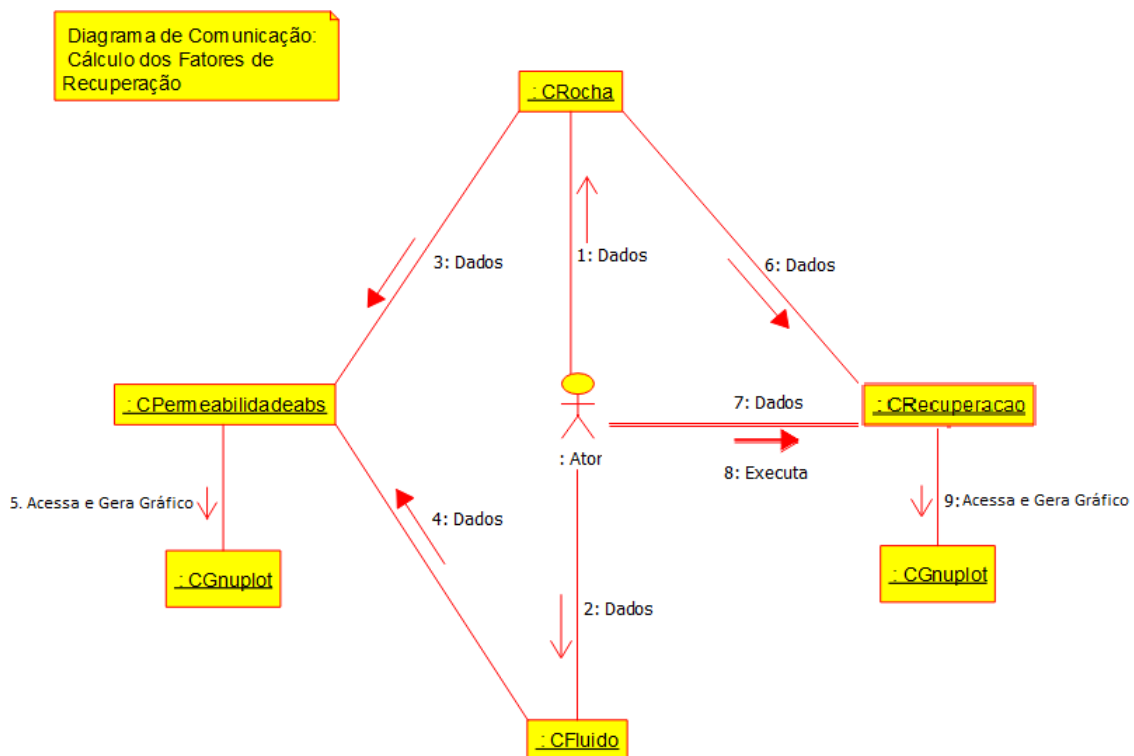 Diagrama de Comunicação:
Cálculo dos Fatores de
Recuperação
: CRocha
3: Dados
1: Dados
6: Dados
: CPermeabilidadeabs
7: Dados
: CRecuperacao
: Ator
8: Executa
5. Acessa e Gera Gráfico
4: Dados
9: Acessa e Gera Gráfico
: CGnuplot
: CGnuplot
2: Dados
: CFluido